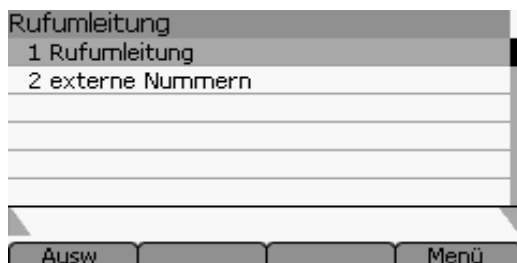 Rufumleitung
1 Rufumleitung
2 externe Nummern
Ausw
Menü